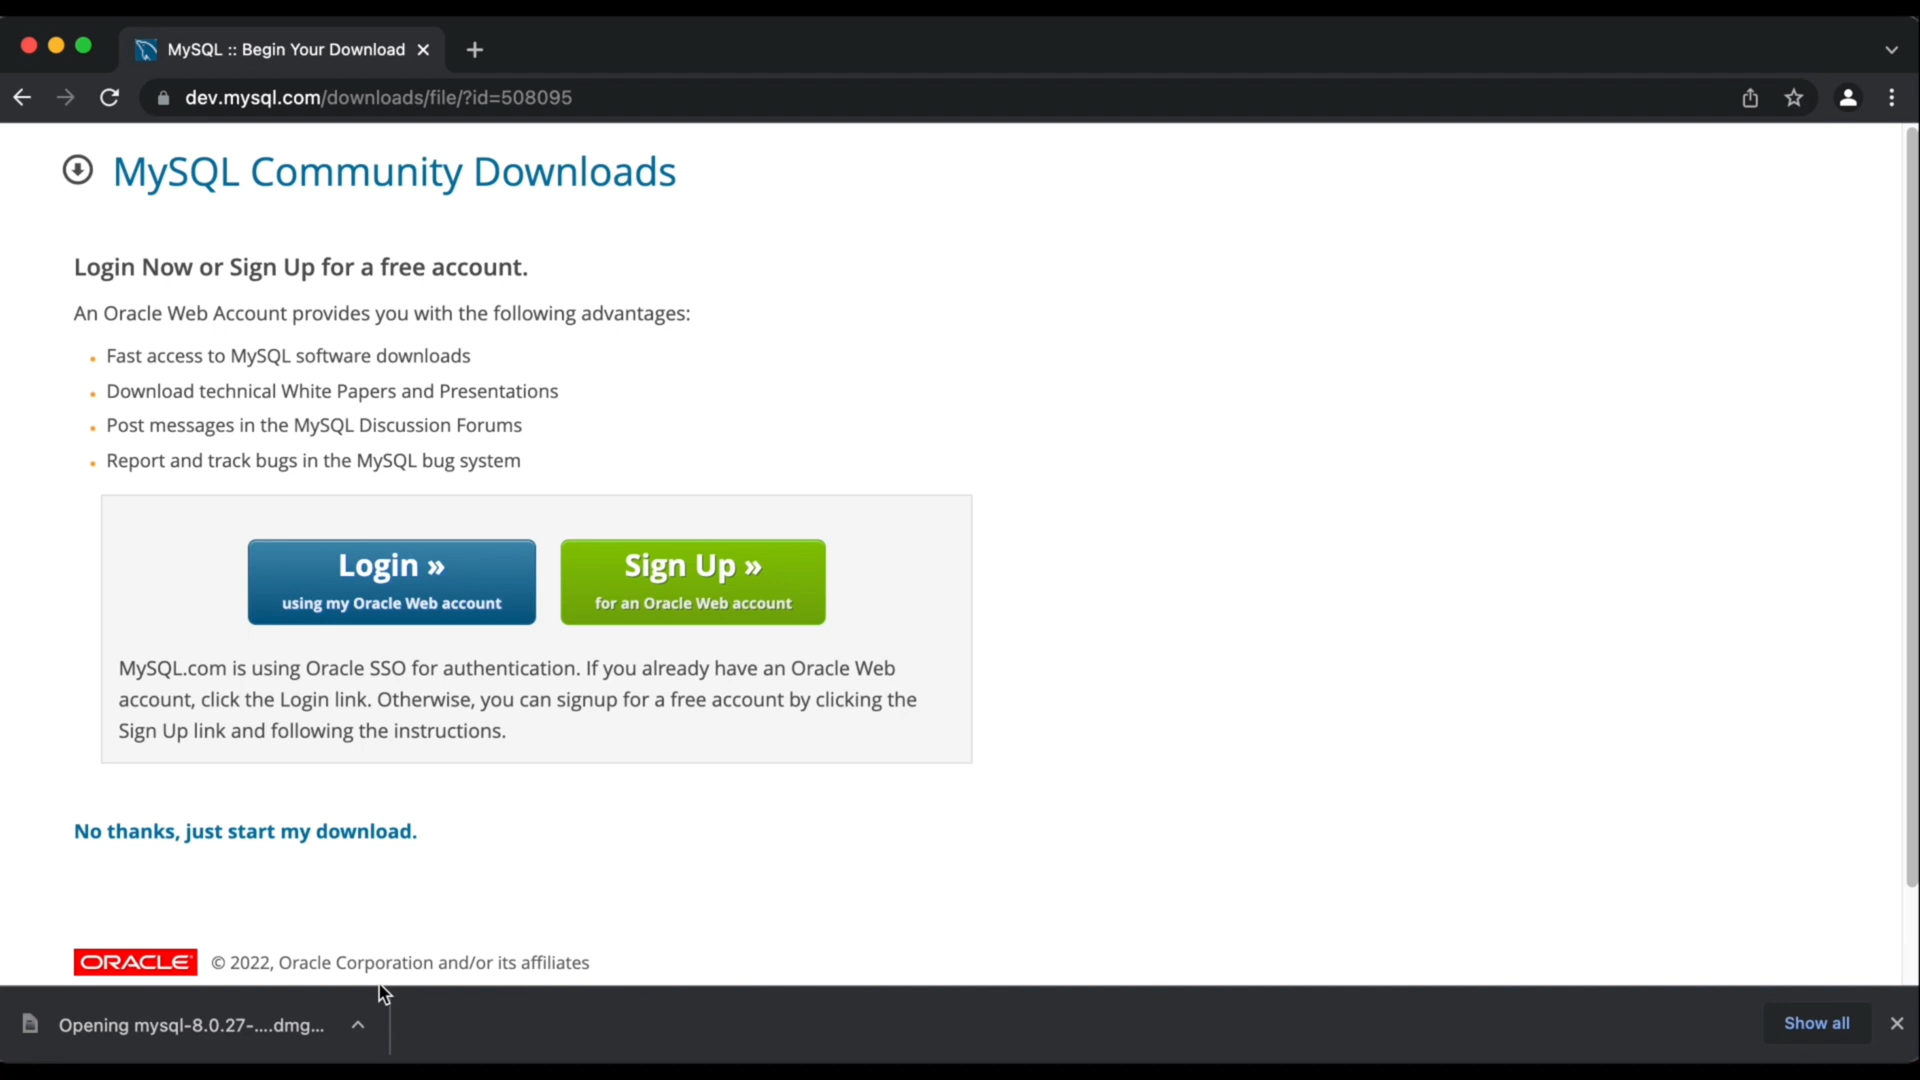 MySQL :: Begin Your Download
dev.mysql.com/downloads/file/?id=508095
MySQL Community Downloads
Login Now or Sign Up for a free account.
An Oracle Web Account provides you with the following advantages:
Fast access to MySQL software downloads
Download technical White Papers and Presentations
Post messages in the MySQL Discussion Forums
Report and track bugs in the MySQL bug system
Login »
using my Oracle Web account
Sign Up »
for an Oracle Web account
MySQL.com is using Oracle SSO for authentication. If you already have an Oracle Web
account, click the Login link. Otherwise, you can signup for a free account by clicking the
Sign Up link and following the instructions.
No thanks, just start my download.
ORACLE © 2022, Oracle Corporation and/or its affiliates
Opening mysql-8.0.27-....dmg...
Show all